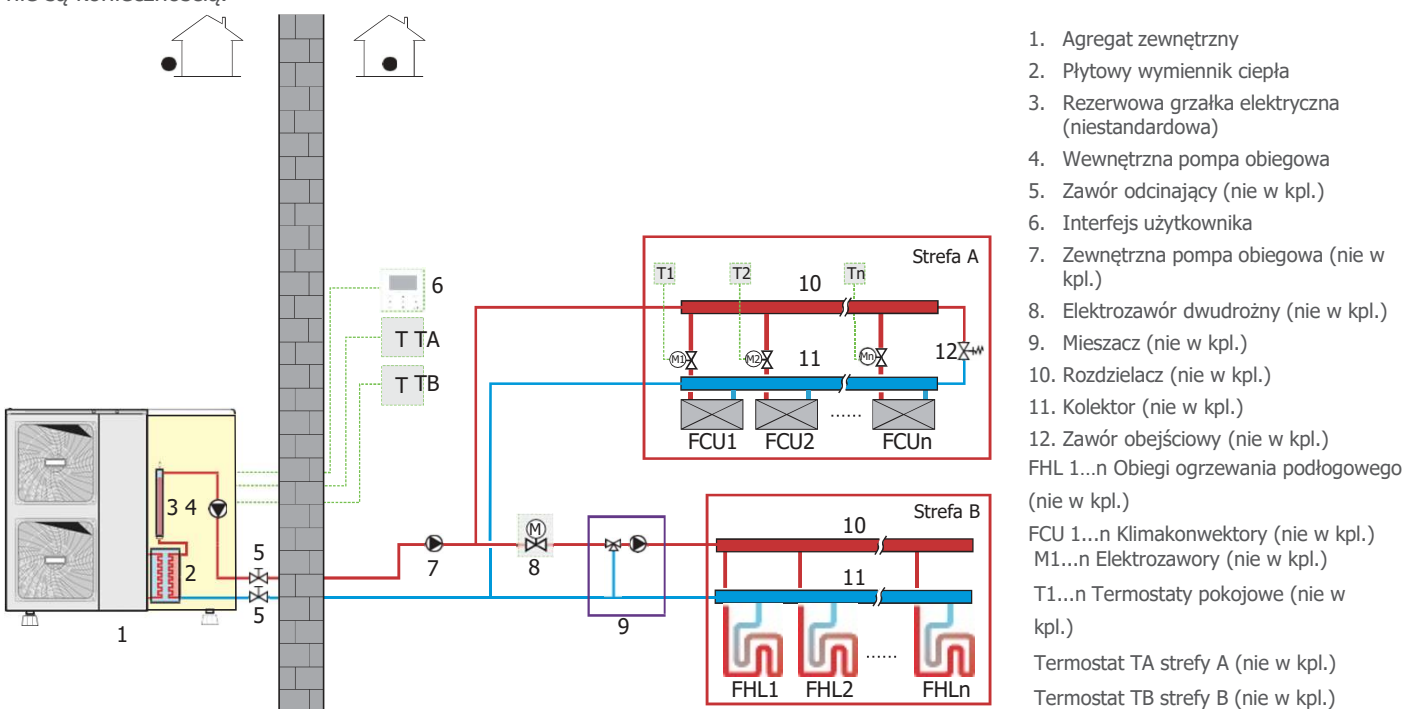 nie są koniecznością.
6
T TA
T TB
3 4
2
5
5
1
7
8
M
9
Strefa A
T1
T2
Tn
10
M1
M2
Mn
11
12
FCU1
FCU2
......
FCUn
Strefa B
10
11
......
FHL1
FHL2
FHLn
1. Agregat zewnętrzny
2. Płytowy wymiennik ciepła
3. Rezerwowa grzałka elektryczna
(niestandardowa)
4. Wewnętrzna pompa obiegowa
5. Zawór odcinający (nie w kpl.)
6. Interfejs użytkownika
7. Zewnętrzna pompa obiegowa (nie w
kpl.)
8. Elektrozawór dwudrożny (nie w kpl.)
9. Mieszacz (nie w kpl.)
10. Rozdzielacz (nie w kpl.)
11. Kolektor (nie w kpl.)
12. Zawór obejściowy (nie w kpl.)
FHL 1...n Obiegi ogrzewania podłogowego
(nie w kpl.)
FCU 1...n Klimakonwektory (nie w kpl.)
M1...n Elektrozawory (nie w kpl.)
T1...n Termostaty pokojowe (nie w
kpl.)
Termostat TA strefy A (nie w kpl.)
Termostat TB strefy B (nie w kpl.)